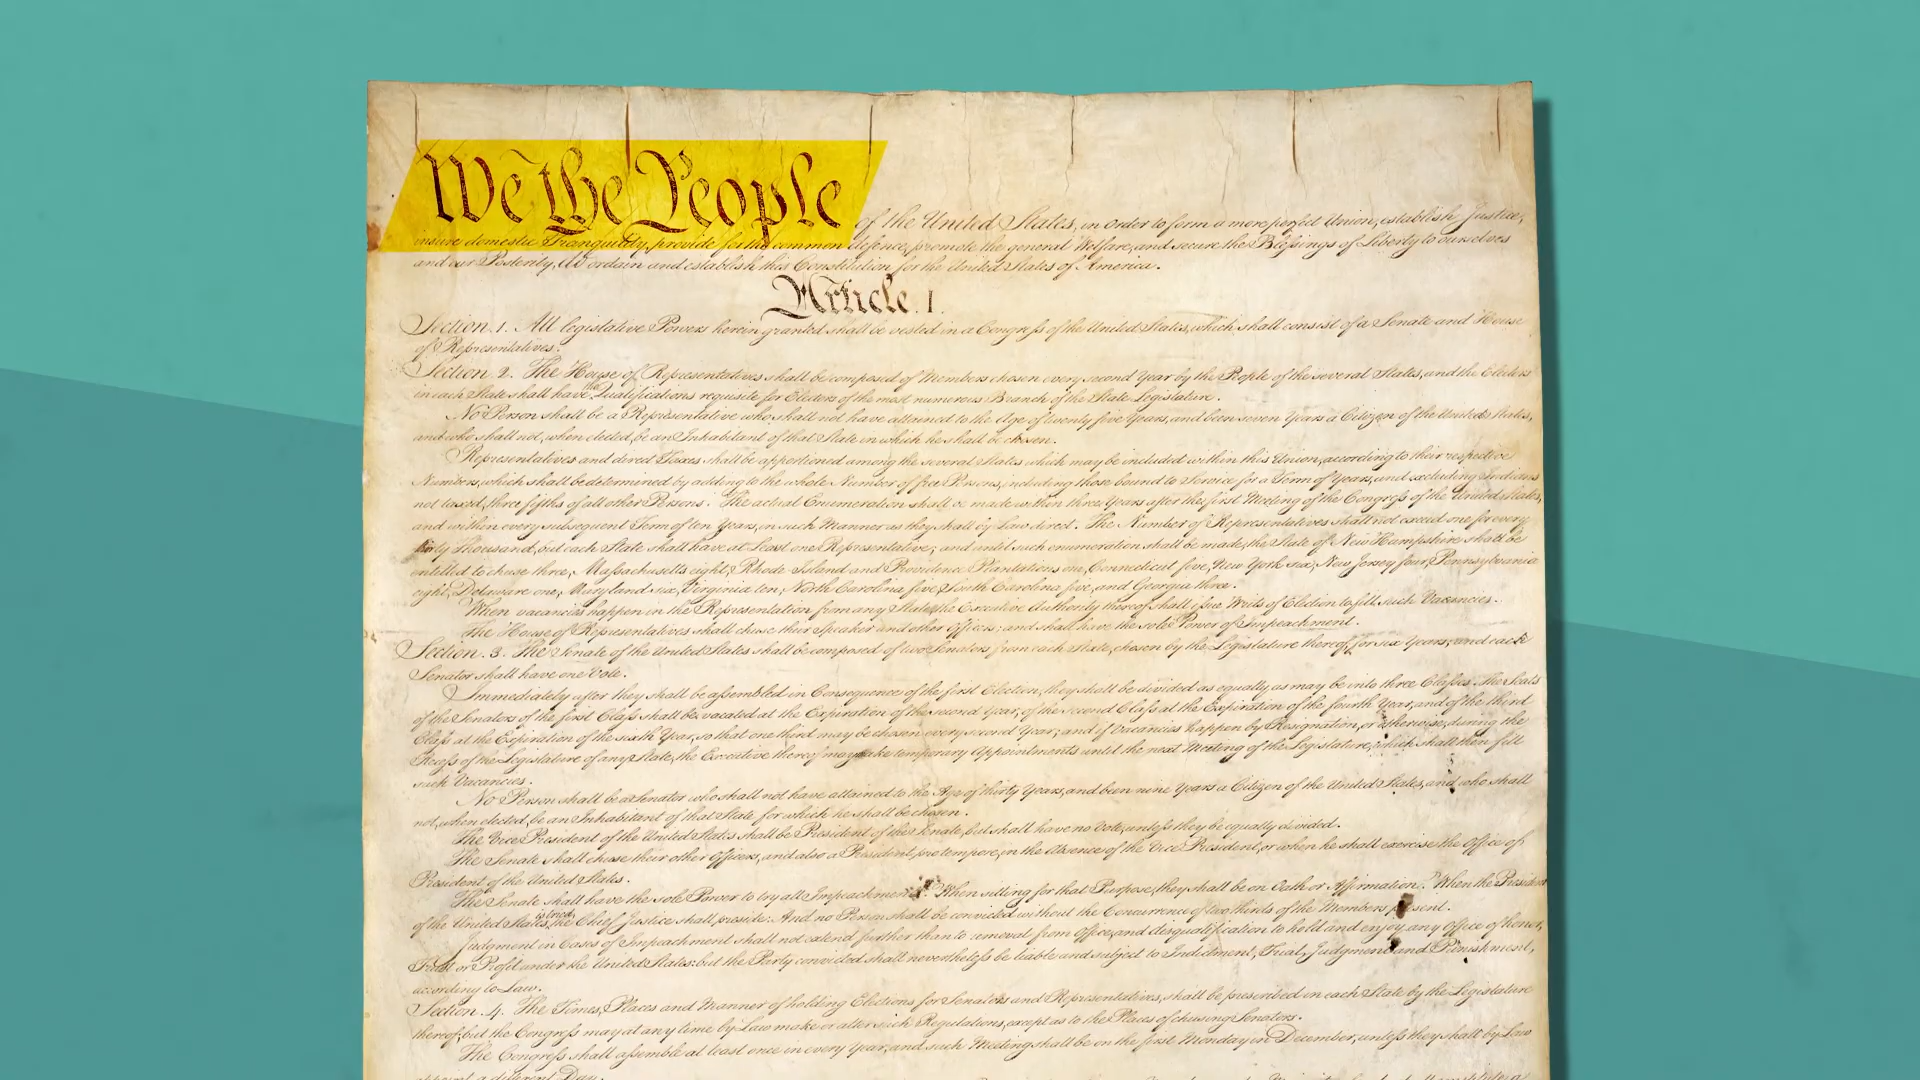 We the People of the United States, in Order to form a more perfect Union, establish Justice,
insure domestic Tranquility, provide for the common defence, promote the general Welfare, and secure the Blessings of Liberty to ourselves
and our Posterity, do ordain and establish this Constitution for the United States of America.
Article. I.
Section. 1. All legislative Powers herein granted shall be vested in a Congress of the United States, which shall consist of a Senate and House
of Representatives.
Section. 2. The House of Representatives shall be composed of Members chosen every second Year by the People of the several States, and the Electors
in each State shall have the Qualifications requisite for Electors of the most numerous Branch of the State Legislature.
No Person shall be a Representative who shall not have attained to the Age of twenty five Years, and been seven Years a Citizen of the United States,
and who shall not, when elected, be an Inhabitant of that State in which he shall be chosen.
Representatives and direct Taxes shall be apportioned among the several States which may be included within this Union, according to their respective
Numbers, which shall be determined by adding to the whole Number of free Persons, including those bound to Service for a Term of Years, and excluding Indians
not taxed, three fifths of all other Persons. The actual Enumeration shall be made within three Years after the first Meeting of the Congress of the United States,
and within every subsequent Term of ten Years, in such Manner as they shall by Law direct. The Number of Representatives shall not exceed one for every
thirty Thousand, but each State shall have at Least one Representative; and until such enumeration shall be made, the State of New Hampshire shall be
entitled to chuse three, Massachusetts eight, Rhode Island and Providence Plantations one, Connecticut five, New York six, New Jersey four, Pennsylvania
eight, Delaware one, Maryland six, Virginia ten, North Carolina five, South Carolina five, and Georgia three.
When vacancies happen in the Representation from any State, the Executive Authority thereof shall issue Writs of Election to fill such Vacancies.
The House of Representatives shall chuse their Speaker and other Officers; and shall have the sole Power of Impeachment.
Section. 3. The Senate of the United States shall be composed of two Senators from each State, chosen by the Legislature thereof, for six Years; and each
Senator shall have one Vote.
Immediately after they shall be assembled in Consequence of the first Election, they shall be divided as equally as may be into three Classes. The Seats
of the Senators of the first Class shall be vacated at the Expiration of the second Year, of the second Class at the Expiration of the fourth Year, and of the third
Class at the Expiration of the sixth Year, so that one third may be chosen every second Year; and if Vacancies happen by Resignation, or otherwise, during the
Recess of the Legislature of any State, the Executive thereof may make temporary Appointments until the next Meeting of the Legislature, which shall then fill
such Vacancies.
No Person shall be a Senator who shall not have attained to the Age of thirty Years, and been nine Years a Citizen of the United States, and who shall
not, when elected, be an Inhabitant of that State for which he shall be chosen.
The Vice President of the United States shall be President of the Senate, but shall have no Vote, unless they be equally divided.
The Senate shall chuse their other Officers, and also a President pro tempore, in the Absence of the Vice President, or when he shall exercise the Office of
President of the United States.
The Senate shall have the sole Power to try all Impeachments. When sitting for that Purpose, they shall be on Oath or Affirmation. When the President
of the United States is tried, the Chief Justice shall preside: And no Person shall be convicted without the Concurrence of two thirds of the Members present.
Judgment in Cases of Impeachment shall not extend further than to removal from Office, and disqualification to hold and enjoy any Office of honor,
Trust or Profit under the United States: but the Party convicted shall nevertheless be liable and subject to Indictment, Trial, Judgment and Punishment,
according to Law.
Section. 4. The Times, Places and Manner of holding Elections for Senators and Representatives, shall be prescribed in each State by the Legislature
thereof; but the Congress may at any time by Law make or alter such Regulations, except as to the Places of chusing Senators.
The Congress shall assemble at least once in every Year, and such Meeting shall be on the first Monday in December, unless they shall by Law
appoint a different Day.